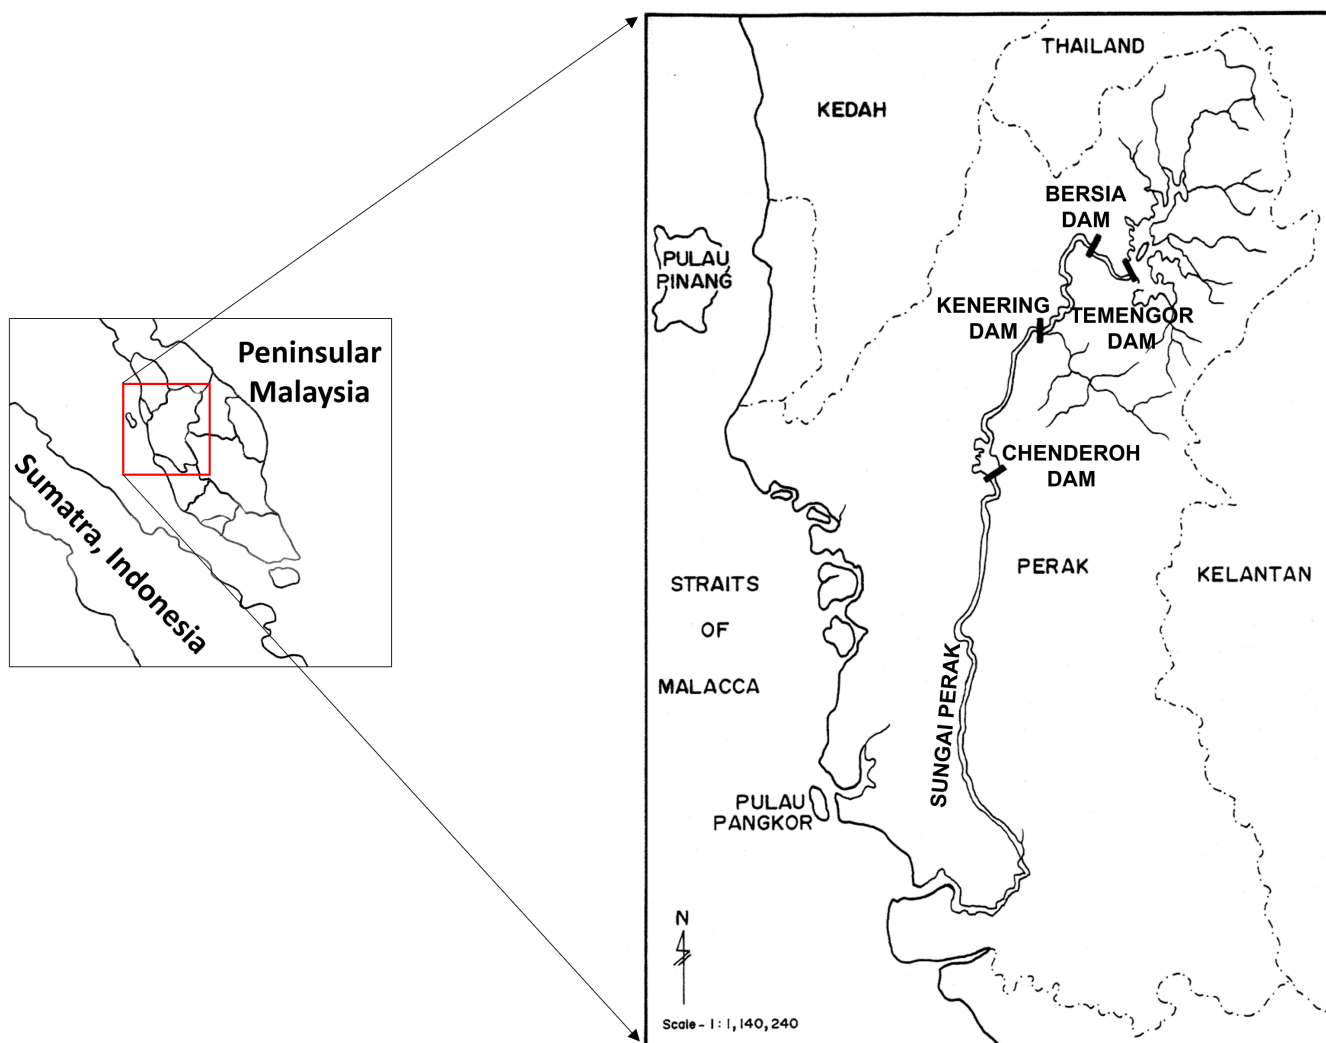 Peninsular
Malaysia
Sumatra, Indonesia
THAILAND
KEDAH
BERSIA
DAM
PULAU
PINANG
KENERING
DAM
TEMENGOR
DAM
CHENDEROH
DAM
PERAK
KELANTAN
STRAITS
OF
MALACCA
SUNGAI PERAK
PULAU
PANGKOR
N
Scale - 1:1,140,240